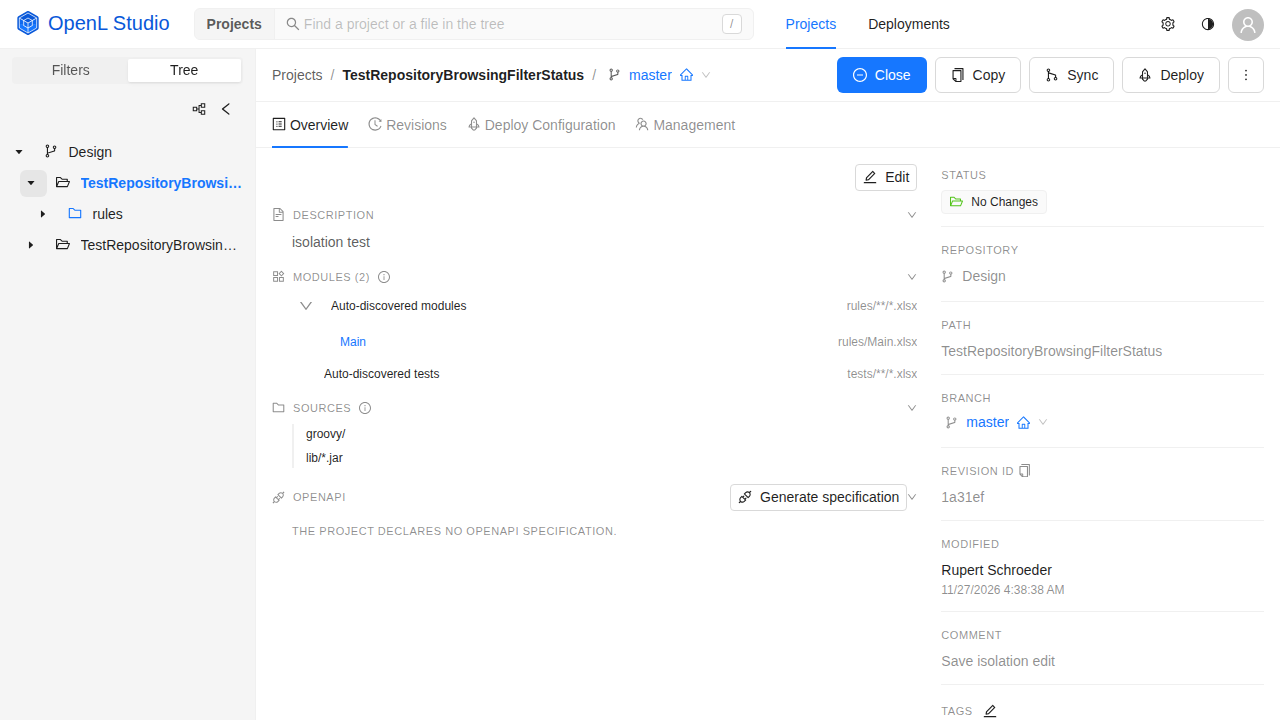 OpenL Studio
Projects
Find a project or a file in the tree
/
Projects
Deployments
Filters
Tree
Design
TestRepositoryBrowsi…
rules
TestRepositoryBrowsin…
Projects / TestRepositoryBrowsingFilterStatus / master
Close
Copy
Sync
Deploy
Overview
Revisions
Deploy Configuration
Management
Edit
DESCRIPTION
isolation test
MODULES (2)
Auto-discovered modules
rules/**/*.xlsx
Main
rules/Main.xlsx
Auto-discovered tests
tests/**/*.xlsx
SOURCES
groovy/
lib/*.jar
OPENAPI
Generate specification
THE PROJECT DECLARES NO OPENAPI SPECIFICATION.
STATUS
No Changes
REPOSITORY
Design
PATH
TestRepositoryBrowsingFilterStatus
BRANCH
master
REVISION ID
1a31ef
MODIFIED
Rupert Schroeder
11/27/2026 4:38:38 AM
COMMENT
Save isolation edit
TAGS